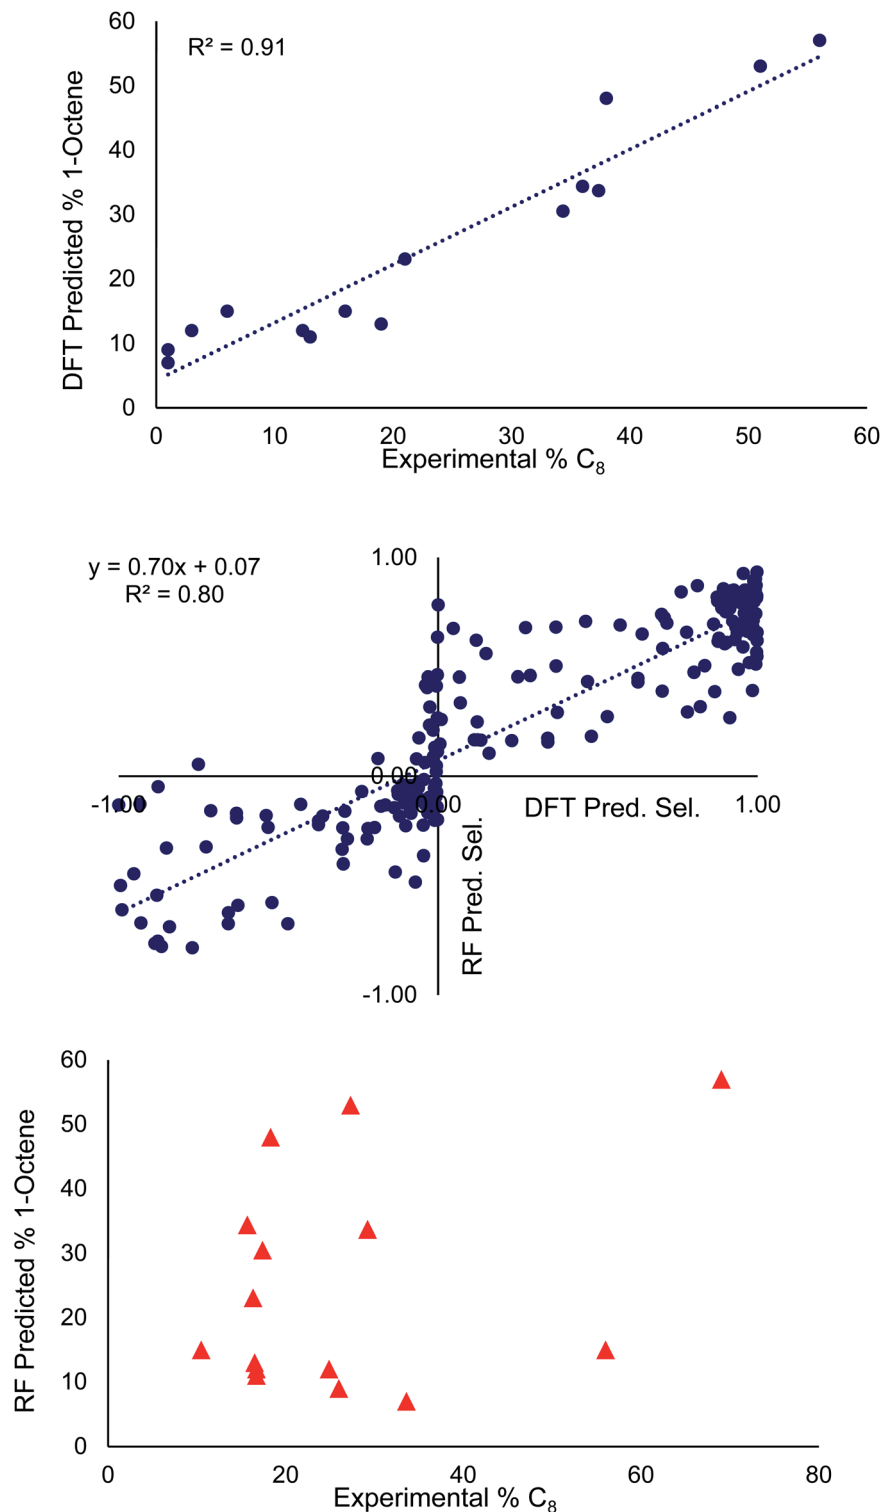 60
R² = 0.91
50
40
30
20
10
0
DFT Predicted % 1-Octene
0 10 20 30 40 50 60
Experimental % C₈
y = 0.70x + 0.07
R² = 0.80
1.00
0.00
-1.00 0.00 DFT Pred. Sel. 1.00
RF Pred. Sel.
-1.00
60
50
40
30
20
10
0
RF Predicted % 1-Octene
0 20 40 60 80
Experimental % C₈